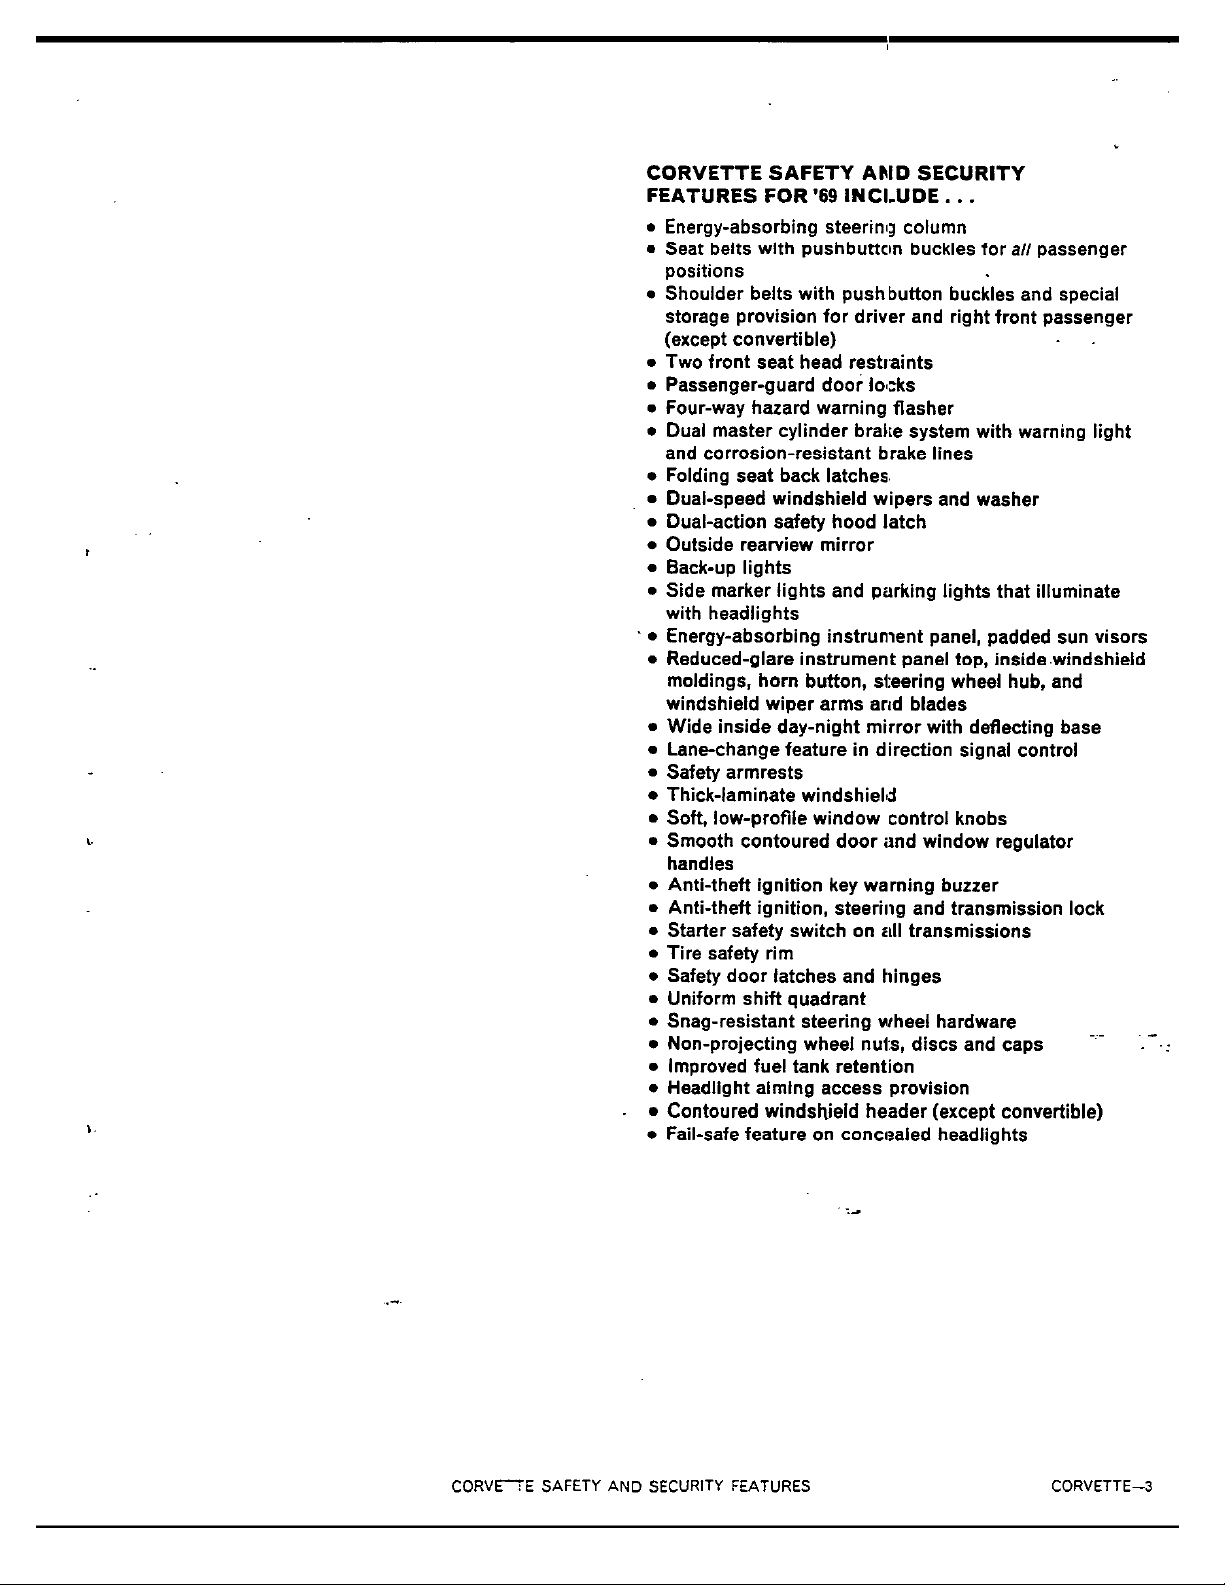 CORVETTE SAFETY AND SECURITY
FEATURES FOR '69 INCLUDE...
• Energy-absorbing steering column
• Seat belts with pushbutton buckles for all passenger
positions
• Shoulder belts with pushbutton buckles and special
storage provision for driver and right front passenger
(except convertible)
• Two front seat head restraints
• Passenger-guard door locks
• Four-way hazard warning flasher
• Dual master cylinder brake system with warning light
and corrosion-resistant brake lines
• Folding seat back latches
• Dual-speed windshield wipers and washer
• Dual-action safety hood latch
• Outside rearview mirror
• Back-up lights
• Side marker lights and parking lights that illuminate
with headlights
• Energy-absorbing instrument panel, padded sun visors
• Reduced-glare instrument panel top, inside windshield
moldings, horn button, steering wheel hub, and
windshield wiper arms and blades
• Wide inside day-night mirror with deflecting base
• Lane-change feature in direction signal control
• Safety armrests
• Thick-laminate windshield
• Soft, low-profile window control knobs
• Smooth contoured door and window regulator
handles
• Anti-theft ignition key warning buzzer
• Anti-theft ignition, steering and transmission lock
• Starter safety switch on all transmissions
• Tire safety rim
• Safety door latches and hinges
• Uniform shift quadrant
• Snag-resistant steering wheel hardware
• Non-projecting wheel nuts, discs and caps
• Improved fuel tank retention
• Headlight aiming access provision
• Contoured windshield header (except convertible)
• Fail-safe feature on concealed headlights
CORVETTE SAFETY AND SECURITY FEATURES
CORVETTE—3